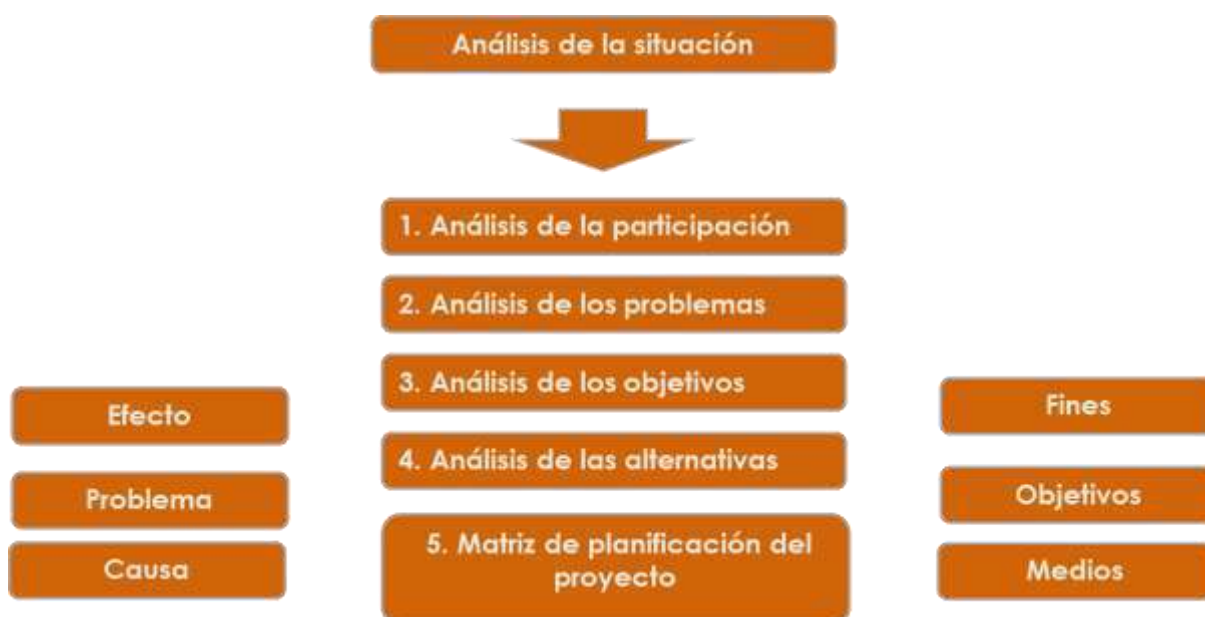 Análisis de la situación
1. Análisis de la participación
2. Análisis de los problemas
3. Análisis de los objetivos
4. Análisis de las alternativas
5. Matriz de planificación del
proyecto
Efecto
Problema
Causa
Fines
Objetivos
Medios